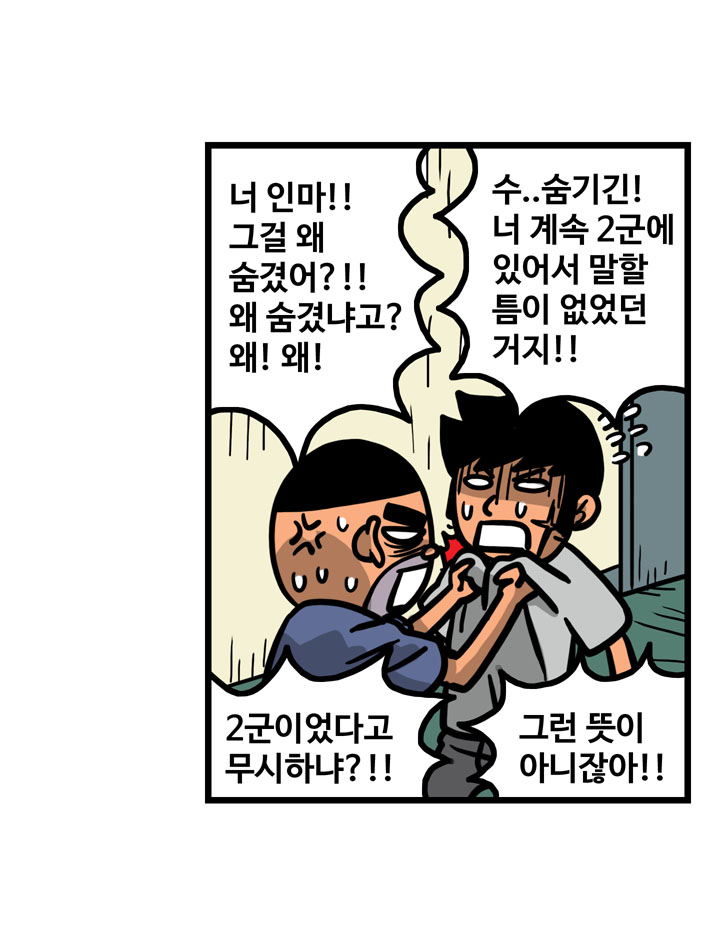 너 인마!!
그걸 왜
숨겼어?!!
왜 숨겼냐고?
왜! 왜!
수..숨기긴!
너 계속 2군에
있어서 말할
틈이 없었던
거지!!
2군이었다고
무시하냐?!!
그런 뜻이
아니잖아!!